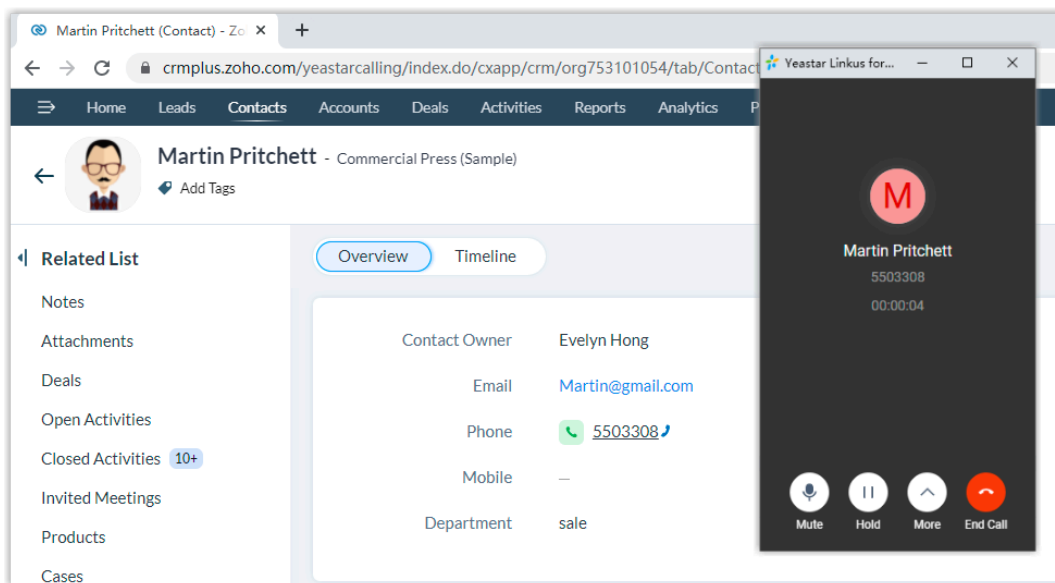 Martin Pritchett (Contact) - Zo
crmplus.zoho.com/yeastarcalling/index.do/cxapp/crm/org753101054/tab/Contac
Home Leads Contacts Accounts Deals Activities Reports Analytics P
Martin Pritchett - Commercial Press (Sample)
Add Tags
Related List
Notes
Attachments
Deals
Open Activities
Closed Activities 10+
Invited Meetings
Products
Cases
Overview Timeline
Contact Owner Evelyn Hong
Email Martin@gmail.com
Phone 5503308
Mobile —
Department sale
Yeastar Linkus for...
M
Martin Pritchett
5503308
00:00:04
Mute Hold More End Call